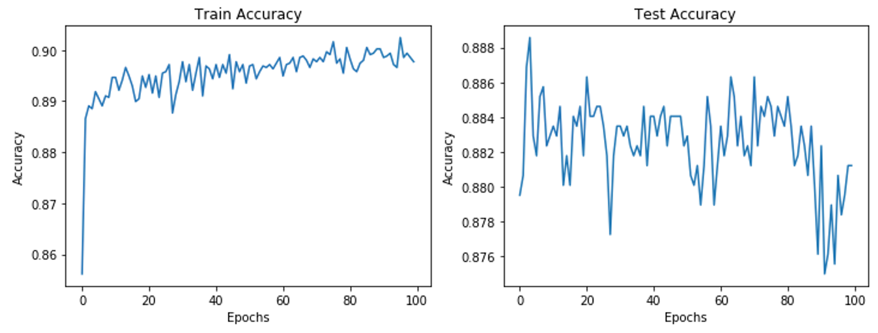 Train Accuracy
Accuracy
0.90
0.89
0.88
0.87
0.86
0 20 40 60 80 100
Epochs
Test Accuracy
Accuracy
0.888
0.886
0.884
0.882
0.880
0.878
0.876
0 20 40 60 80 100
Epochs